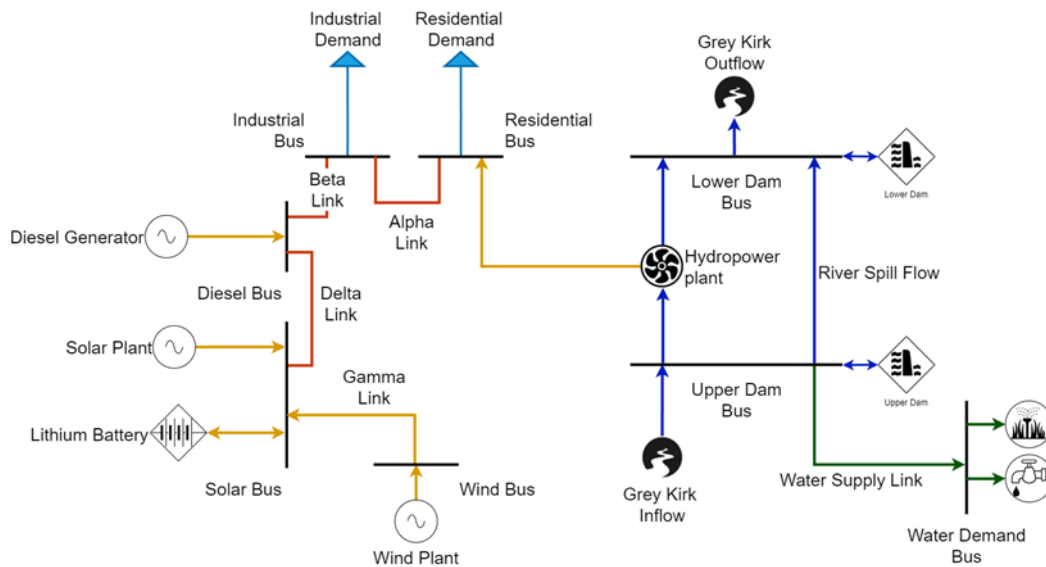 Industrial
Demand
Residential
Demand
Grey Kirk
Outflow
Industrial
Bus
Residential
Bus
Beta
Link
Alpha
Link
Lower Dam
Bus
Lower Dam
Diesel Generator
Diesel Bus
Delta
Link
Hydropower
plant
River Spill Flow
Solar Plant
Gamma
Link
Upper Dam
Bus
Upper Dam
Lithium Battery
Solar Bus
Wind Bus
Wind Plant
Grey Kirk
Inflow
Water Supply Link
Water Demand
Bus